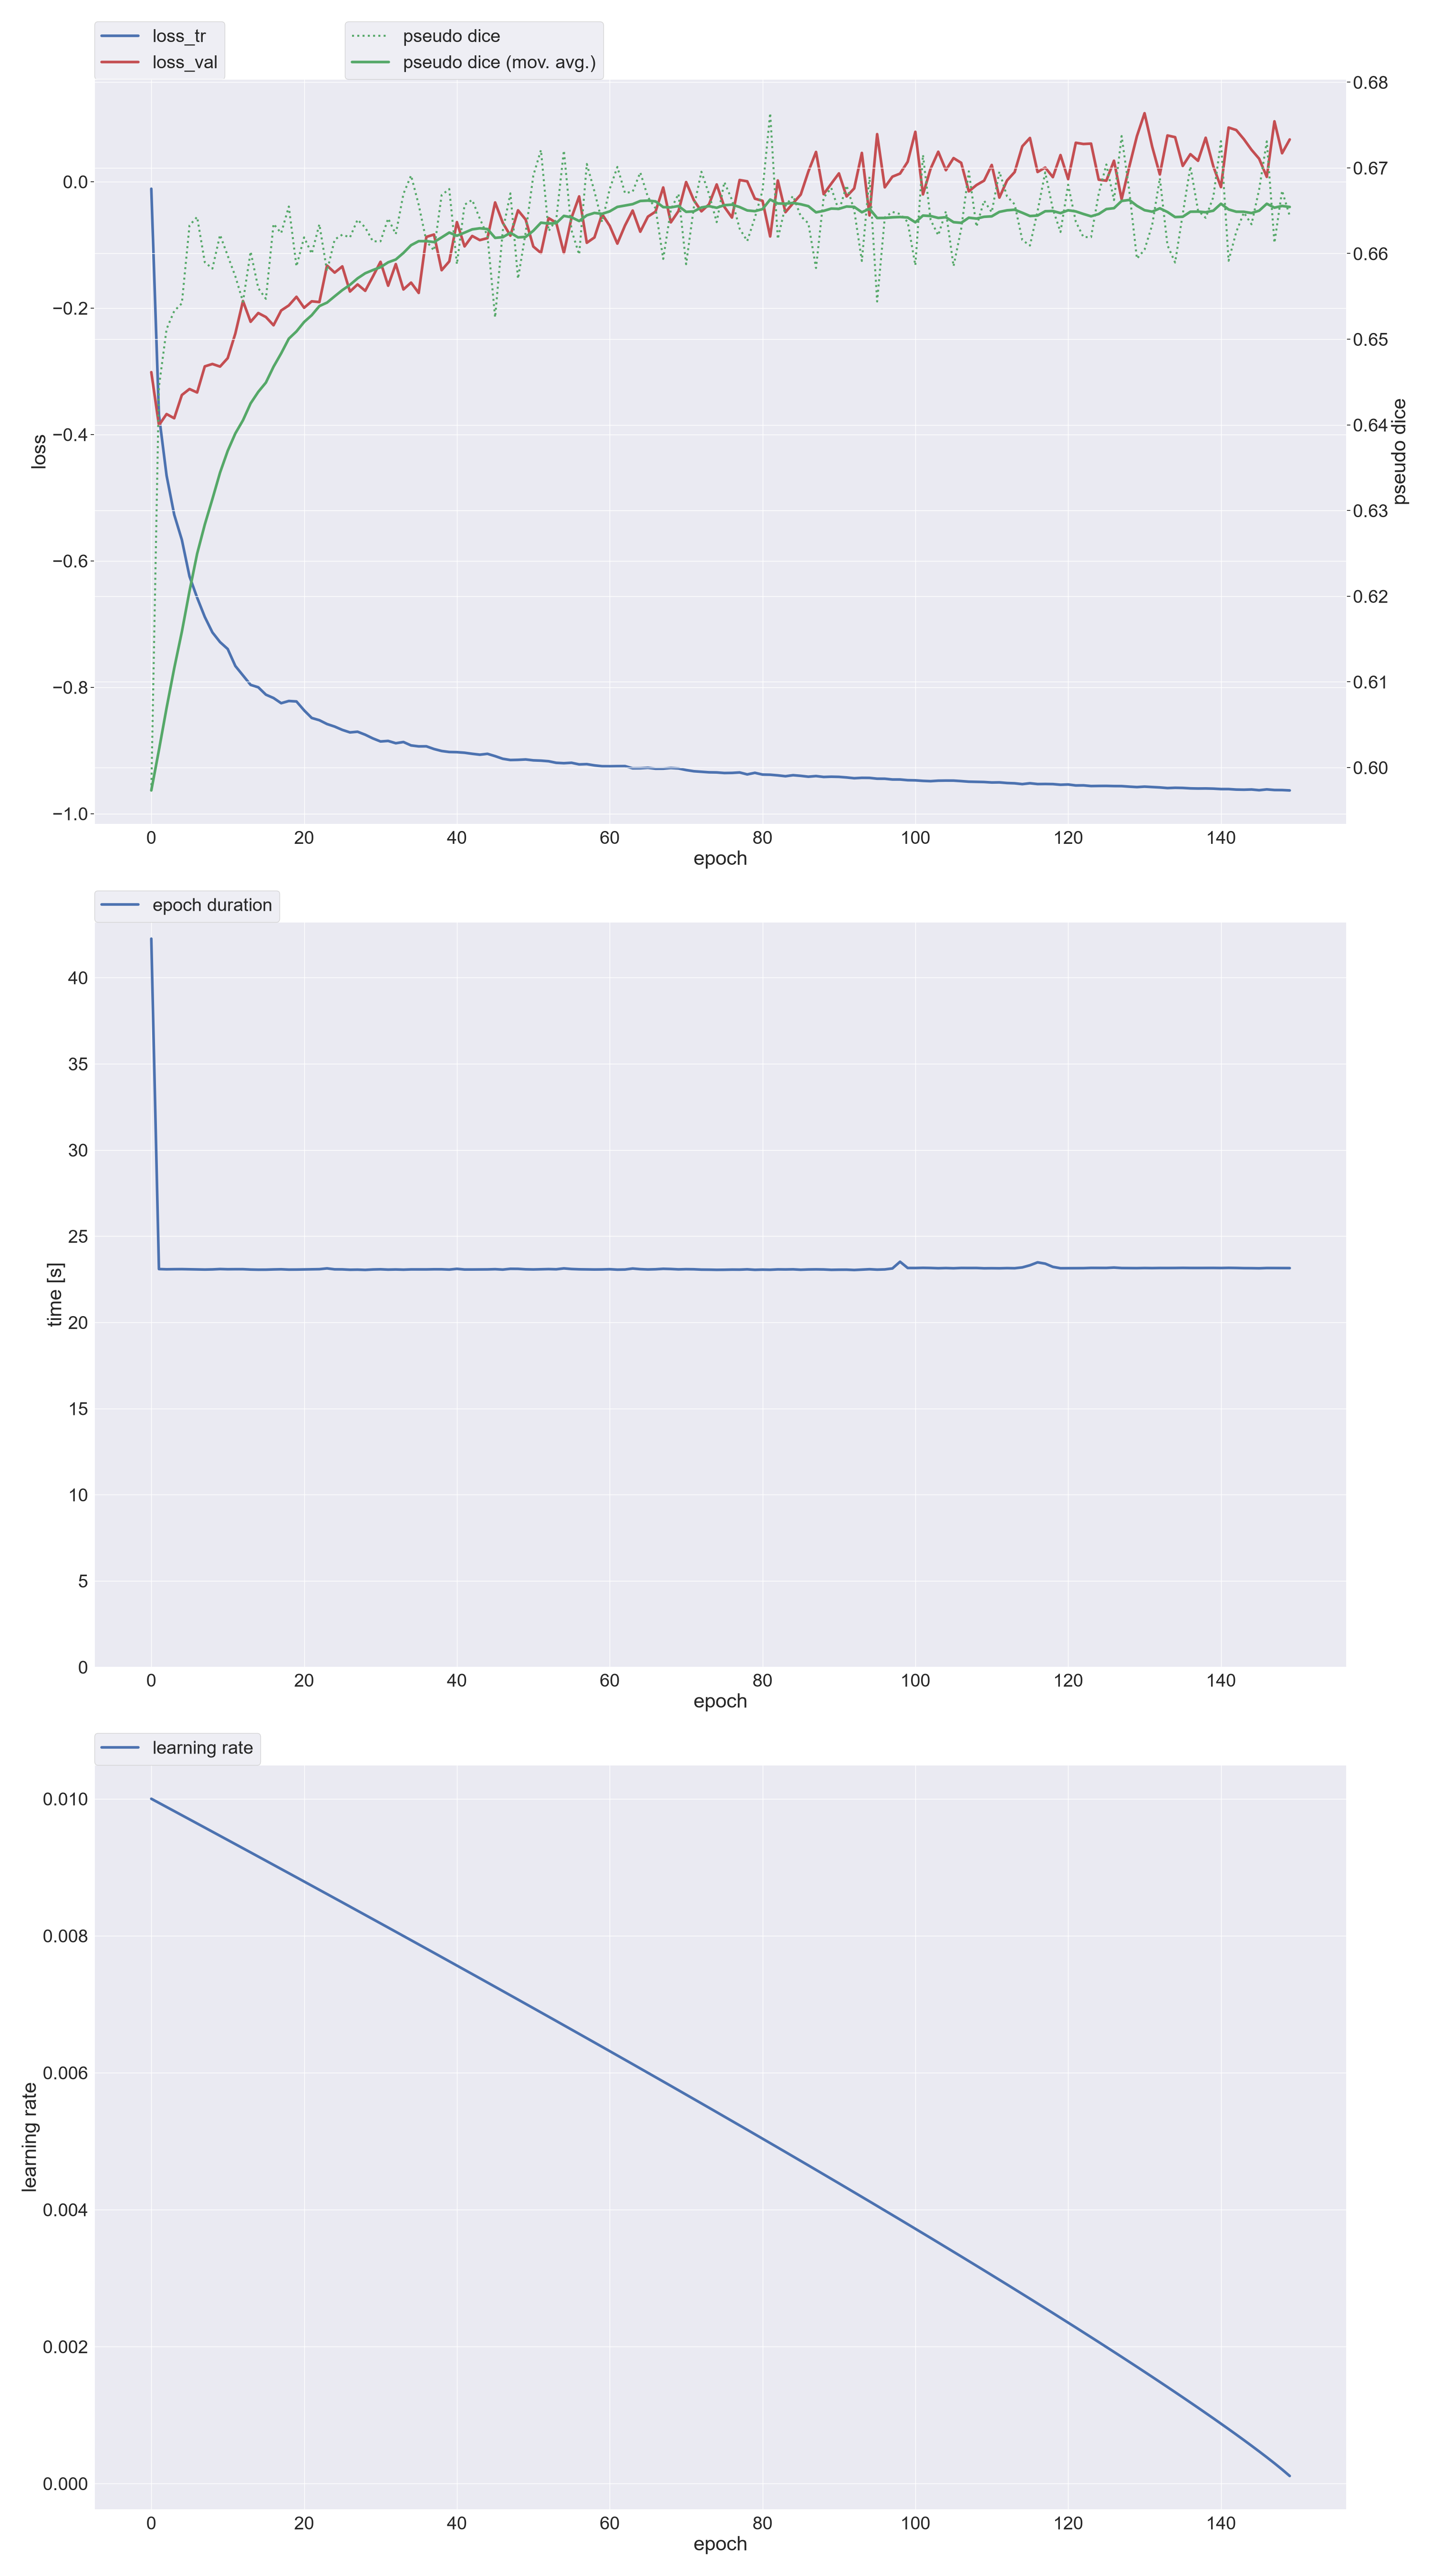 loss_tr
loss_val
pseudo dice
pseudo dice (mov. avg.)
0.0
−0.2
−0.4
−0.6
−0.8
−1.0
loss
0.68
0.67
0.66
0.65
0.64
0.63
0.62
0.61
0.60
pseudo dice
0 20 40 60 80 100 120 140
epoch
epoch duration
40
35
30
25
20
15
10
5
0
time [s]
0 20 40 60 80 100 120 140
epoch
learning rate
0.010
0.008
0.006
0.004
0.002
0.000
learning rate
0 20 40 60 80 100 120 140
epoch